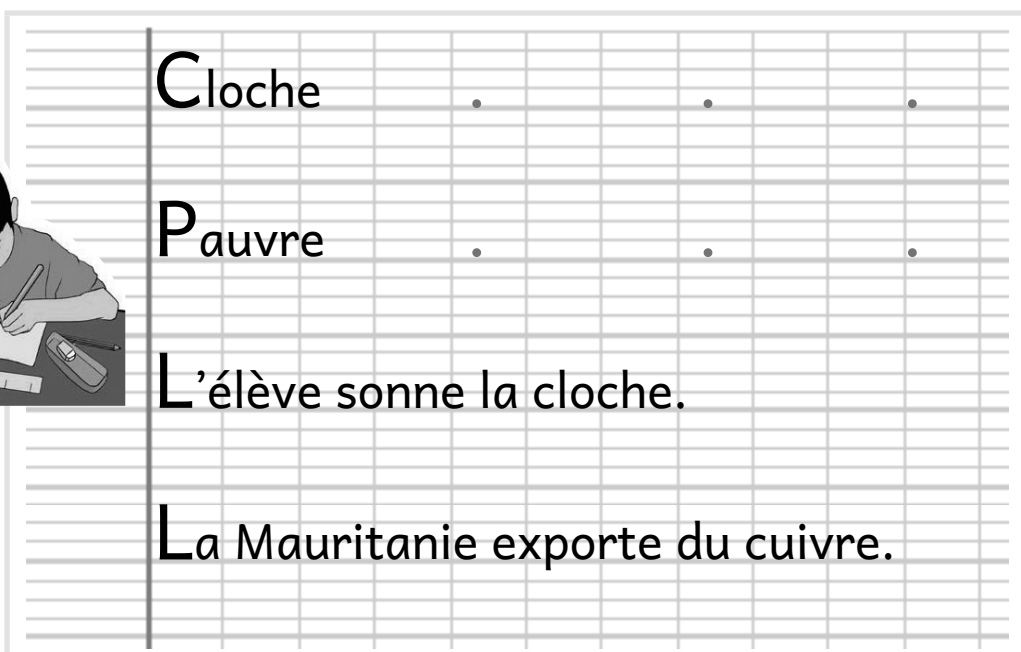 Cloche . . .
Pauvre . . .
L’élève sonne la cloche.
La Mauritanie exporte du cuivre.